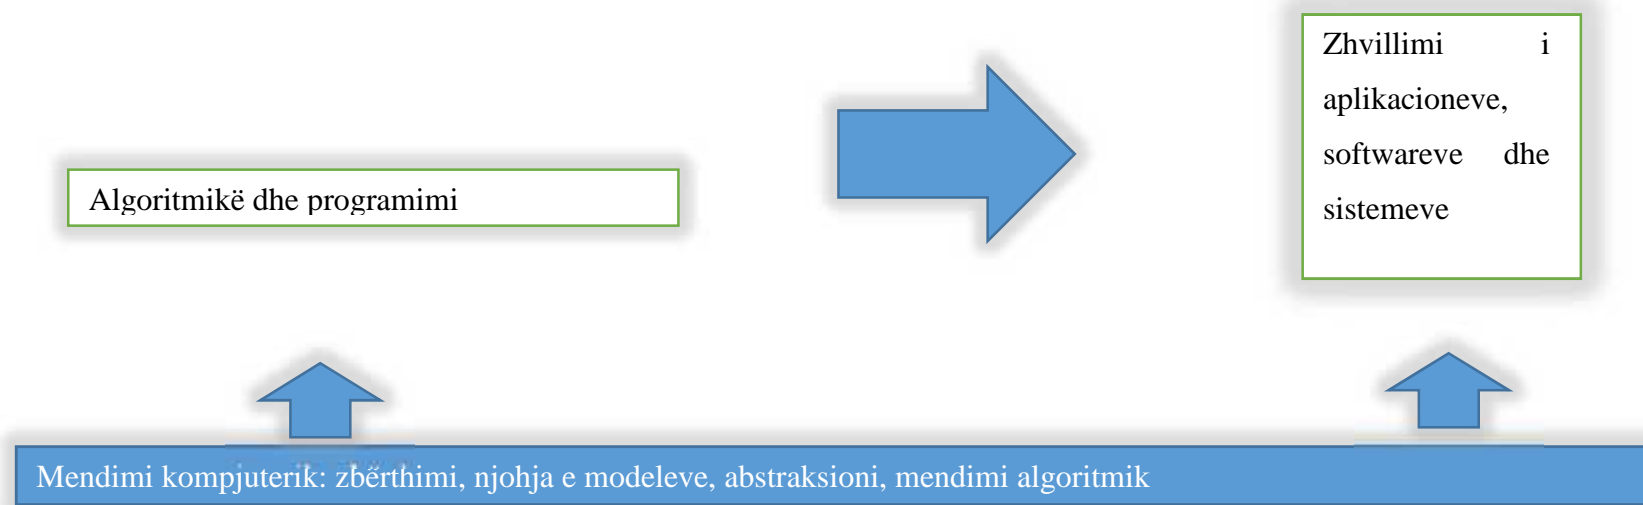 Zhvillimi i
aplikacioneve,
softwareve dhe
sistemeve
Algoritmikë dhe programimi
Mendimi kompjuterik: zbërthimi, njohja e modeleve, abstraksioni, mendimi algoritmik